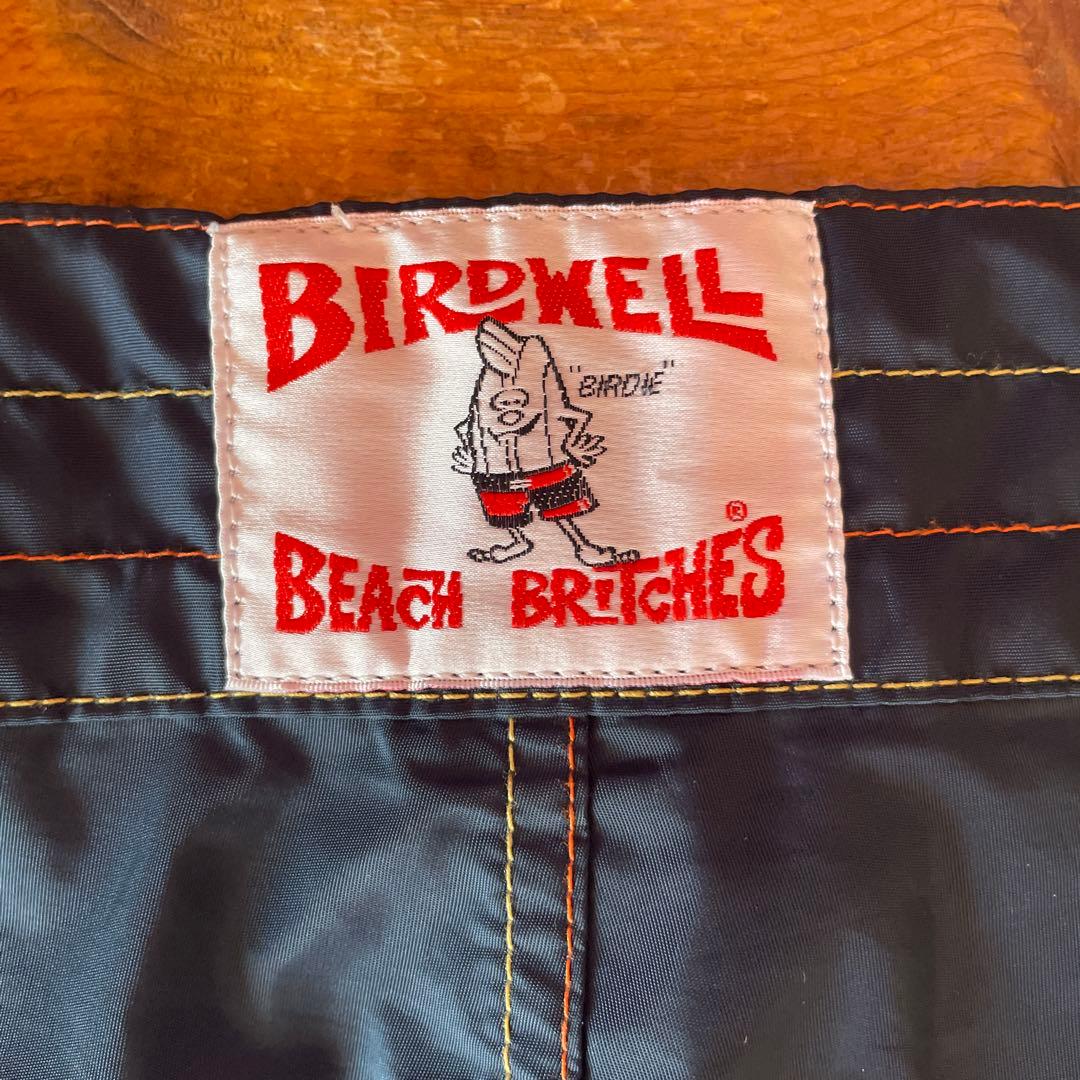 BIRDWELL
"BIRDIE"
®
BEACH BRITCHES